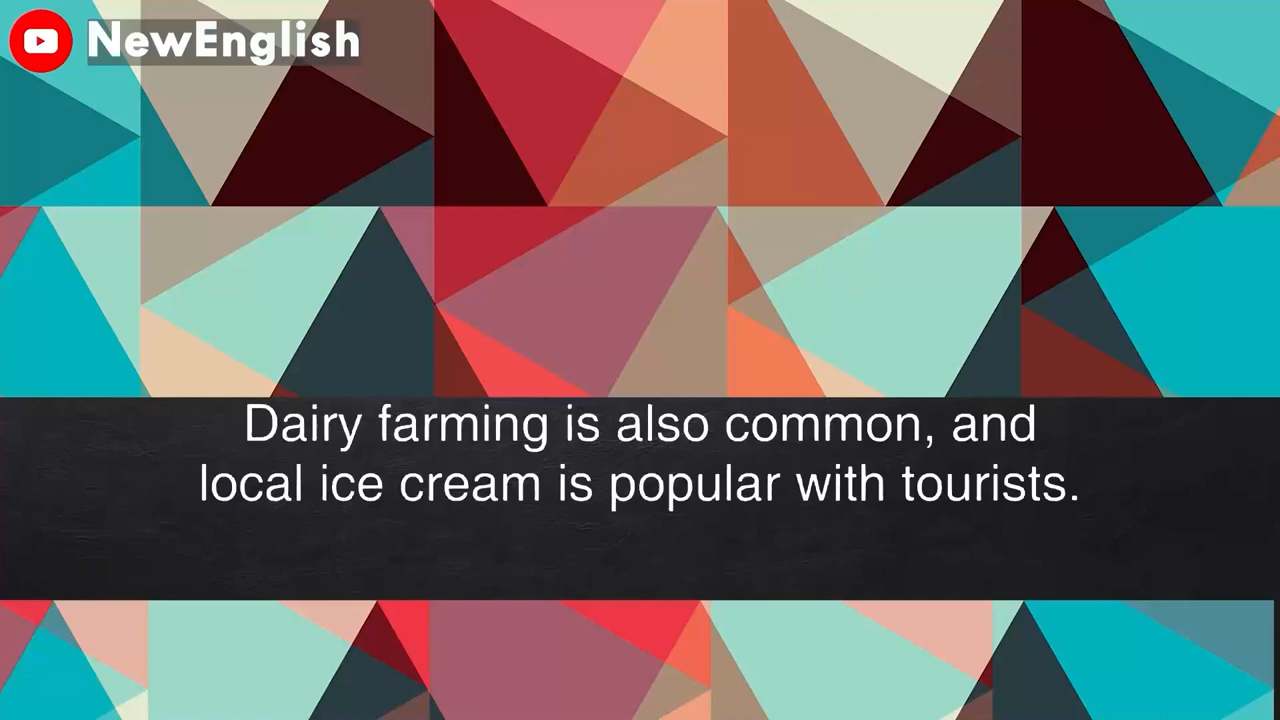 NewEnglish
Dairy farming is also common, and
local ice cream is popular with tourists.